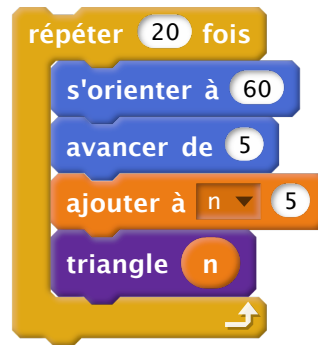 répéter 20 fois
s'orienter à 60
avancer de 5
ajouter à n 5
triangle n